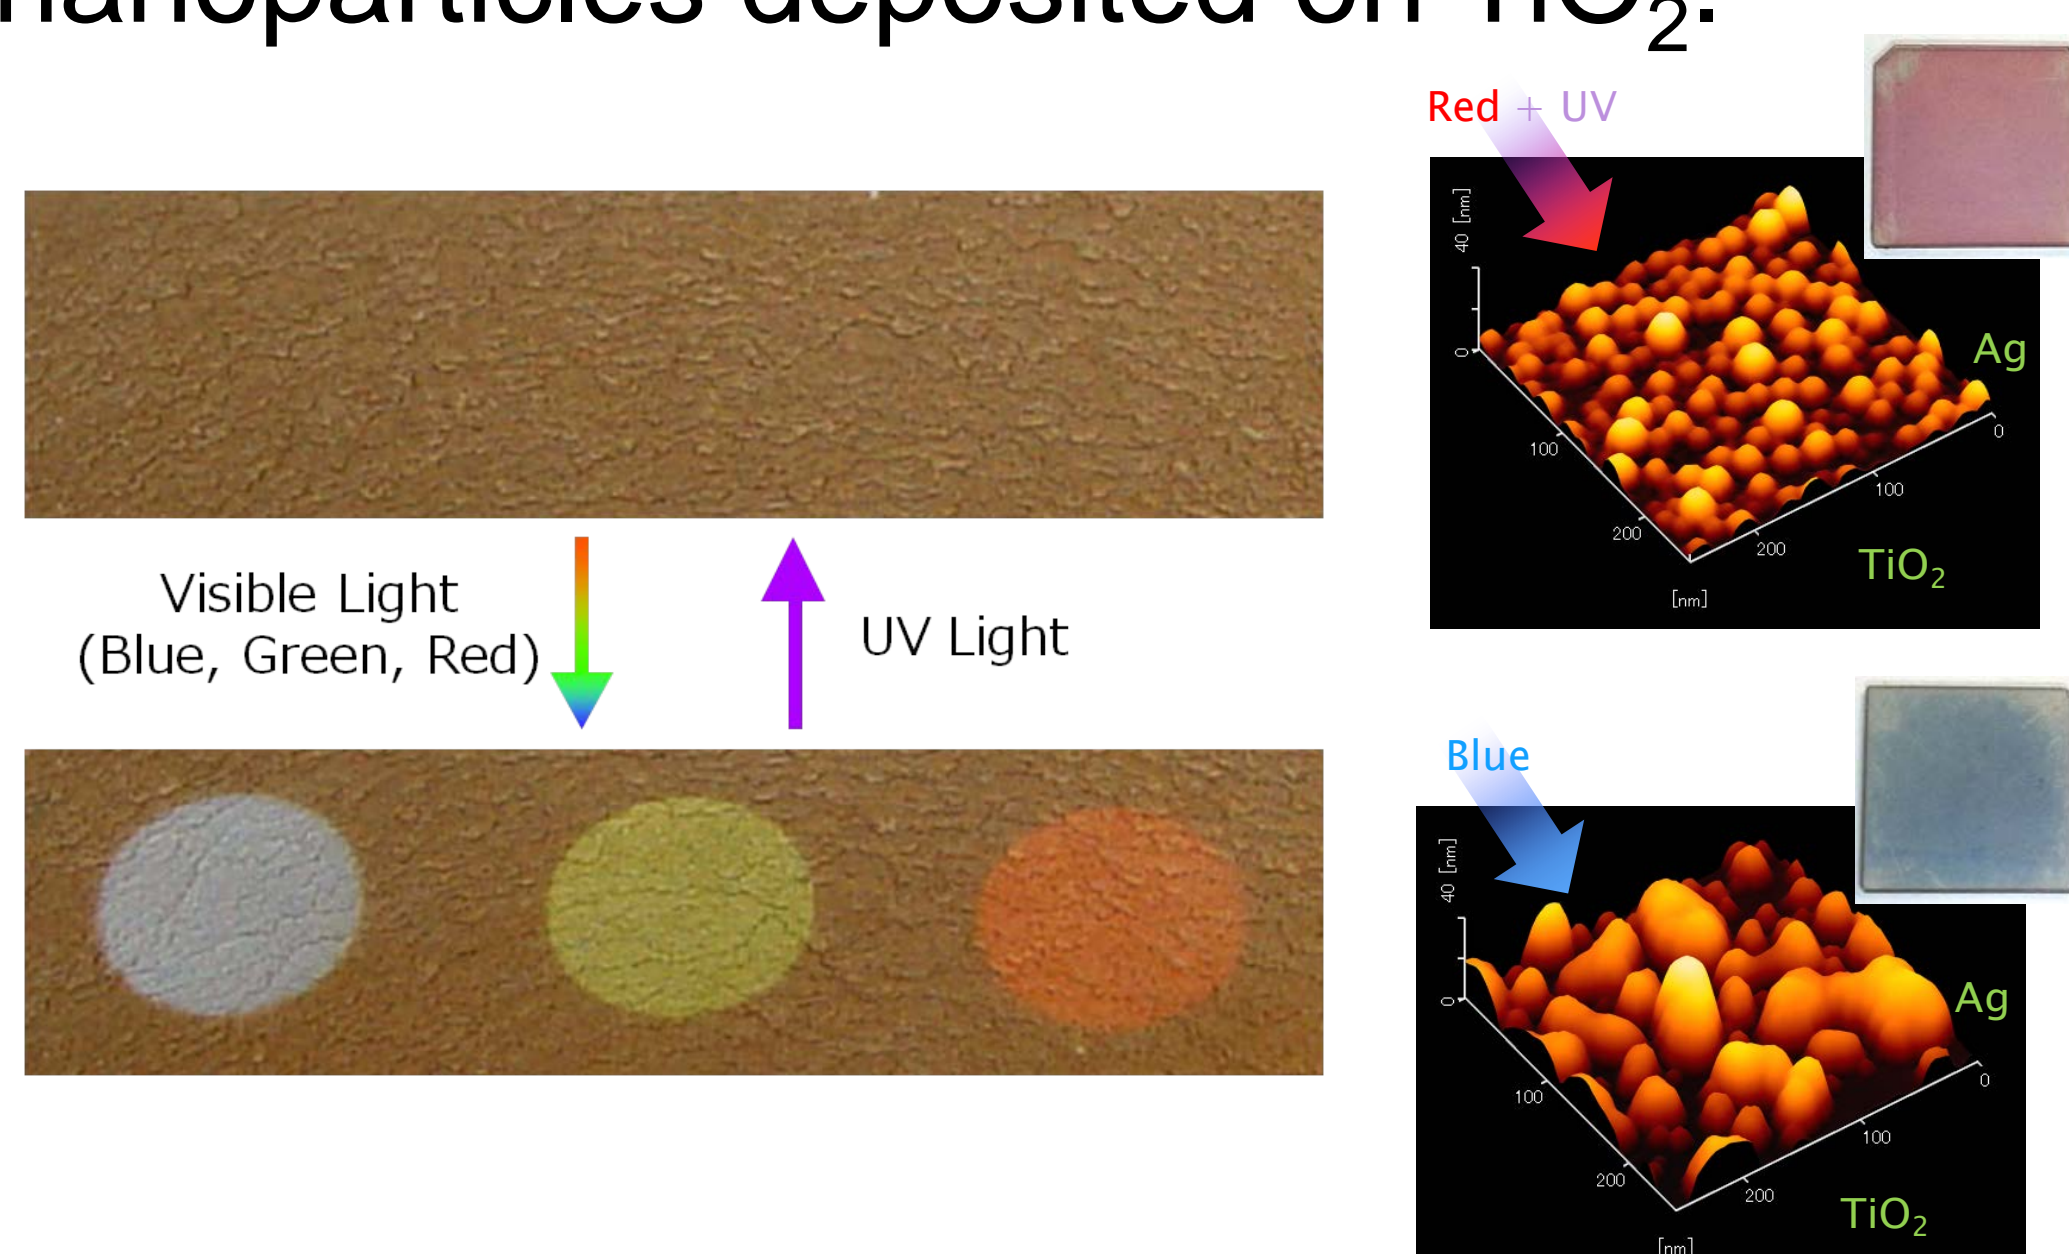 nanoparticles deposited on TiO₂.
Red + UV
40 [nm]
0
Ag
0
100
100
200
200
TiO₂
[nm]
Visible Light
(Blue, Green, Red)
UV Light
Blue
40 [nm]
0
Ag
0
100
100
200
200
TiO₂
[nm]